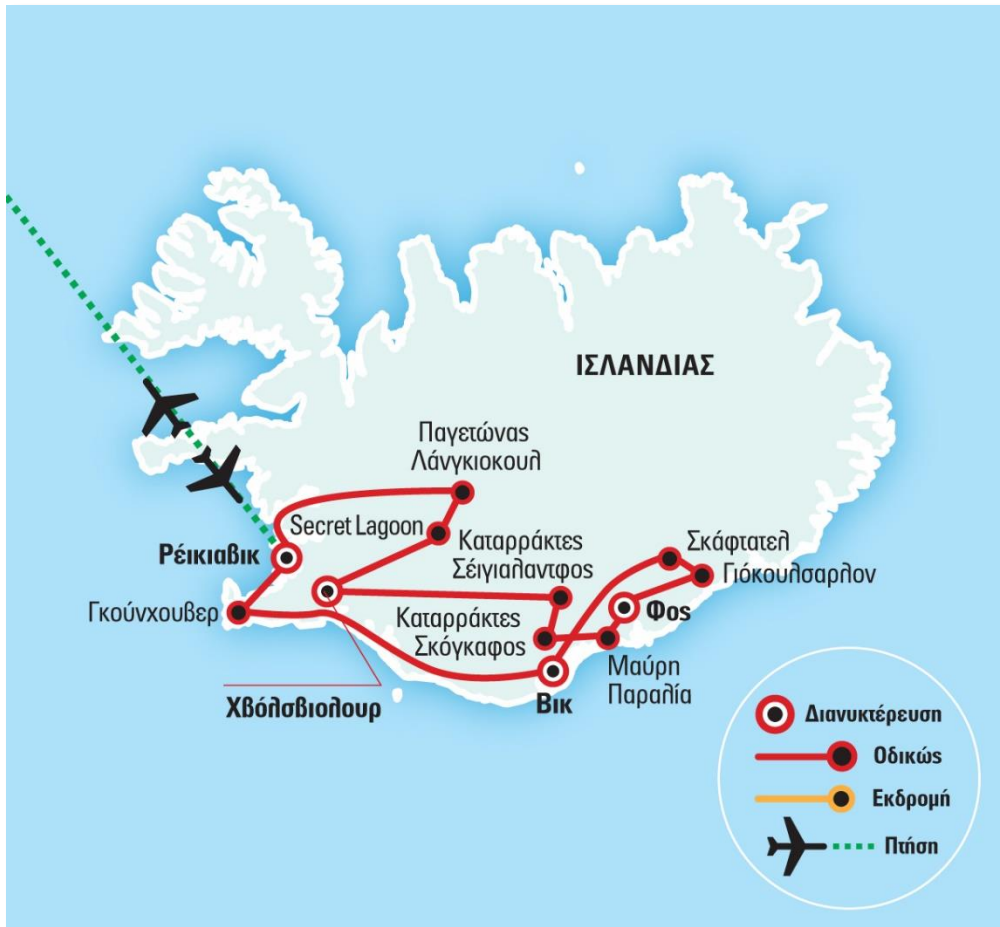 ΙΣΛΑΝΔΙΑΣ
Παγετώνας
Λάνγκιοκουλ
Secret Lagoon
Καταρράκτες
Σέιγιαλαντφος
Σκάφτατελ
Γιόκουλσαρλον
Ρέικιαβικ
Γκούνχουβερ
Καταρράκτες
Σκόγκαφος
Φος
Μαύρη
Παραλία
Χβόλσβιολουρ
Βικ
Διανυκτέρευση
Οδικώς
Εκδρομή
Πτήση